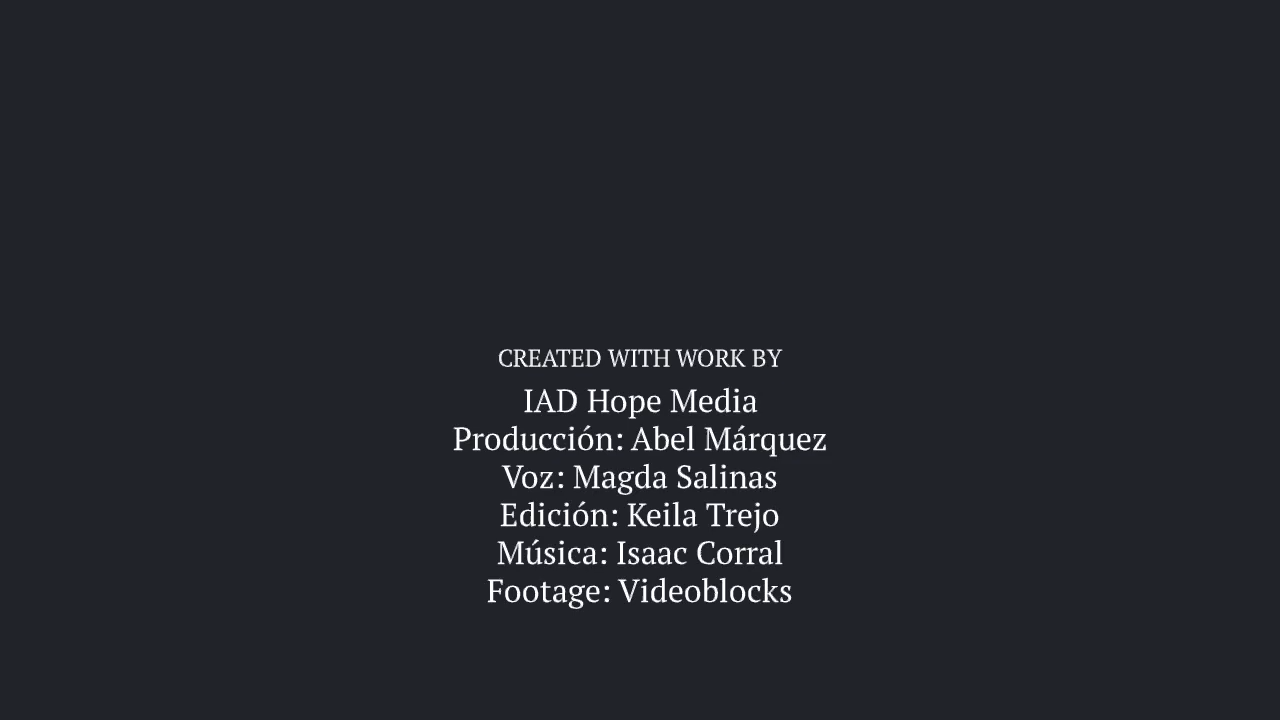 CREATED WITH WORK BY
IAD Hope Media
Producción: Abel Márquez
Voz: Magda Salinas
Edición: Keila Trejo
Música: Isaac Corral
Footage: Videoblocks